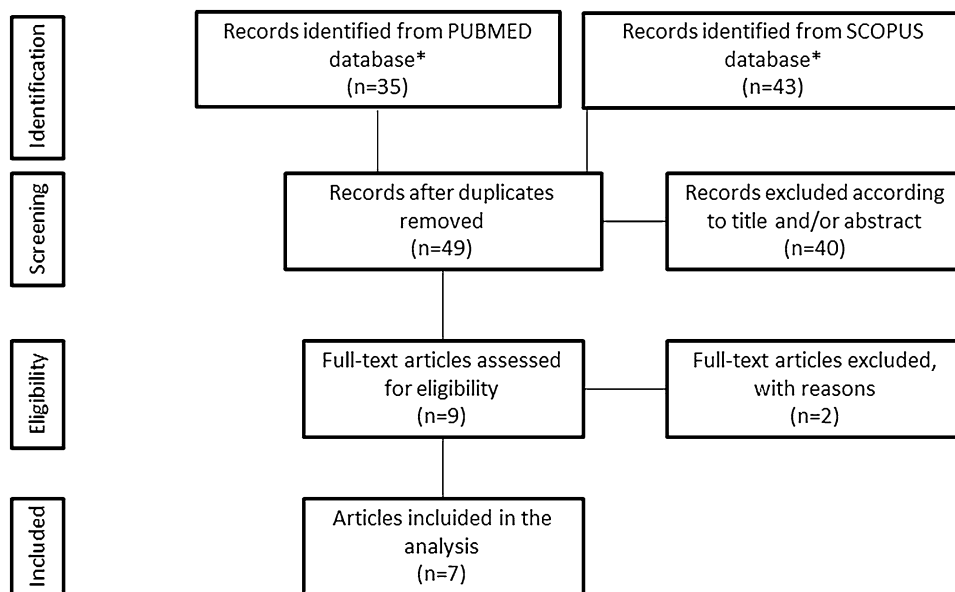 Identification
Records identified from PUBMED
database*
(n=35)
Records identified from SCOPUS
database*
(n=43)
Screening
Records after duplicates
removed
(n=49)
Records excluded according
to title and/or abstract
(n=40)
Eligibility
Full-text articles assessed
for eligibility
(n=9)
Full-text articles excluded,
with reasons
(n=2)
Included
Articles incluided in the
analysis
(n=7)